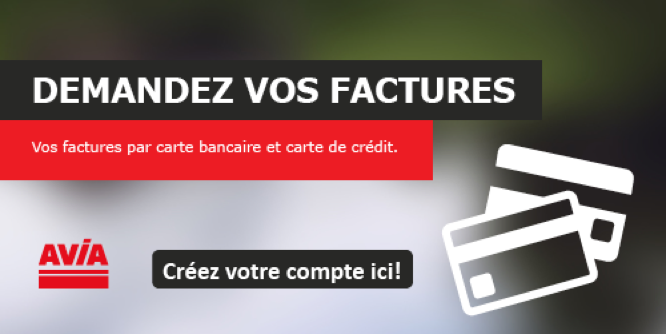 DEMANDEZ VOS FACTURES
Vos factures par carte bancaire et carte de crédit.
AVIA
Créez votre compte ici!